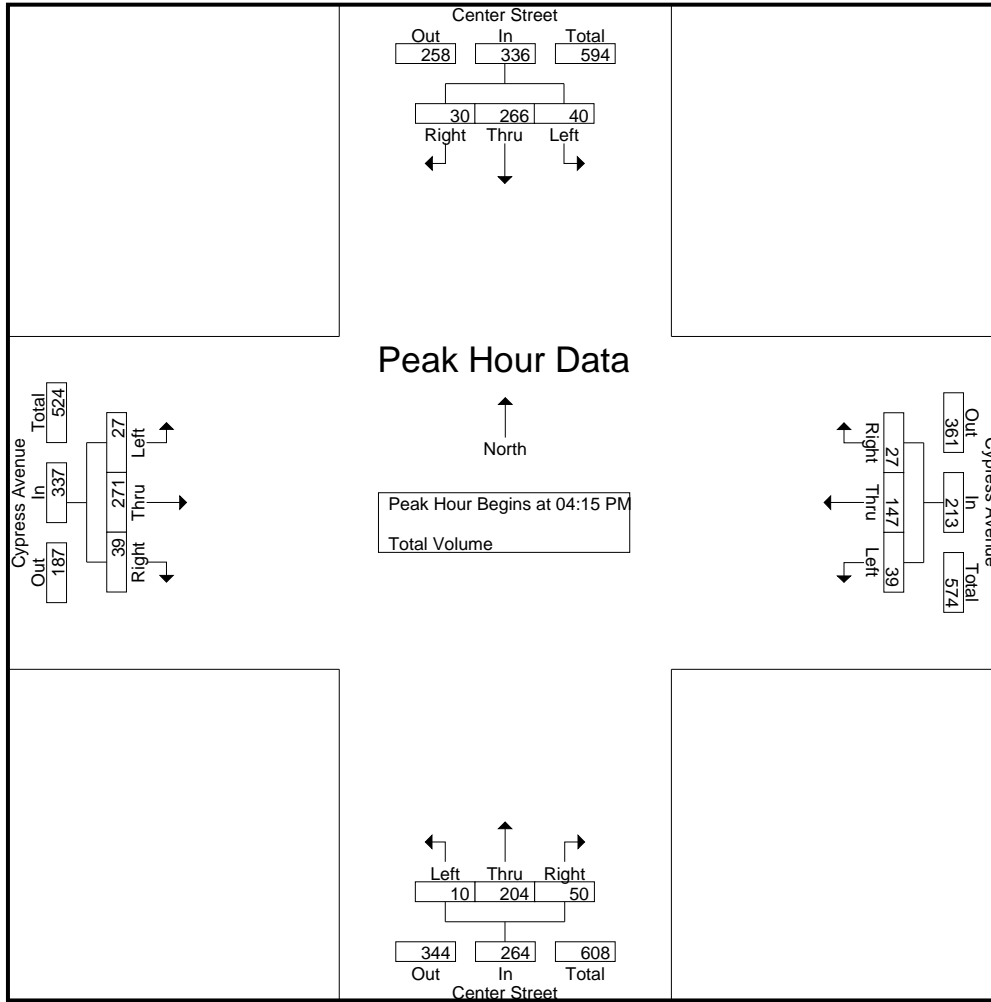 Center Street
Out In Total
258 336 594
30 266 40
Right Thru Left
Peak Hour Data
North
Peak Hour Begins at 04:15 PM
Total Volume
Cypress Avenue
Total In Out
524 337 187
27 271 39
Left Thru Right
Cypress Avenue
Out In Total
361 213 574
27 147 39
Right Thru Left
Left Thru Right
10 204 50
344 264 608
Out In Total
Center Street